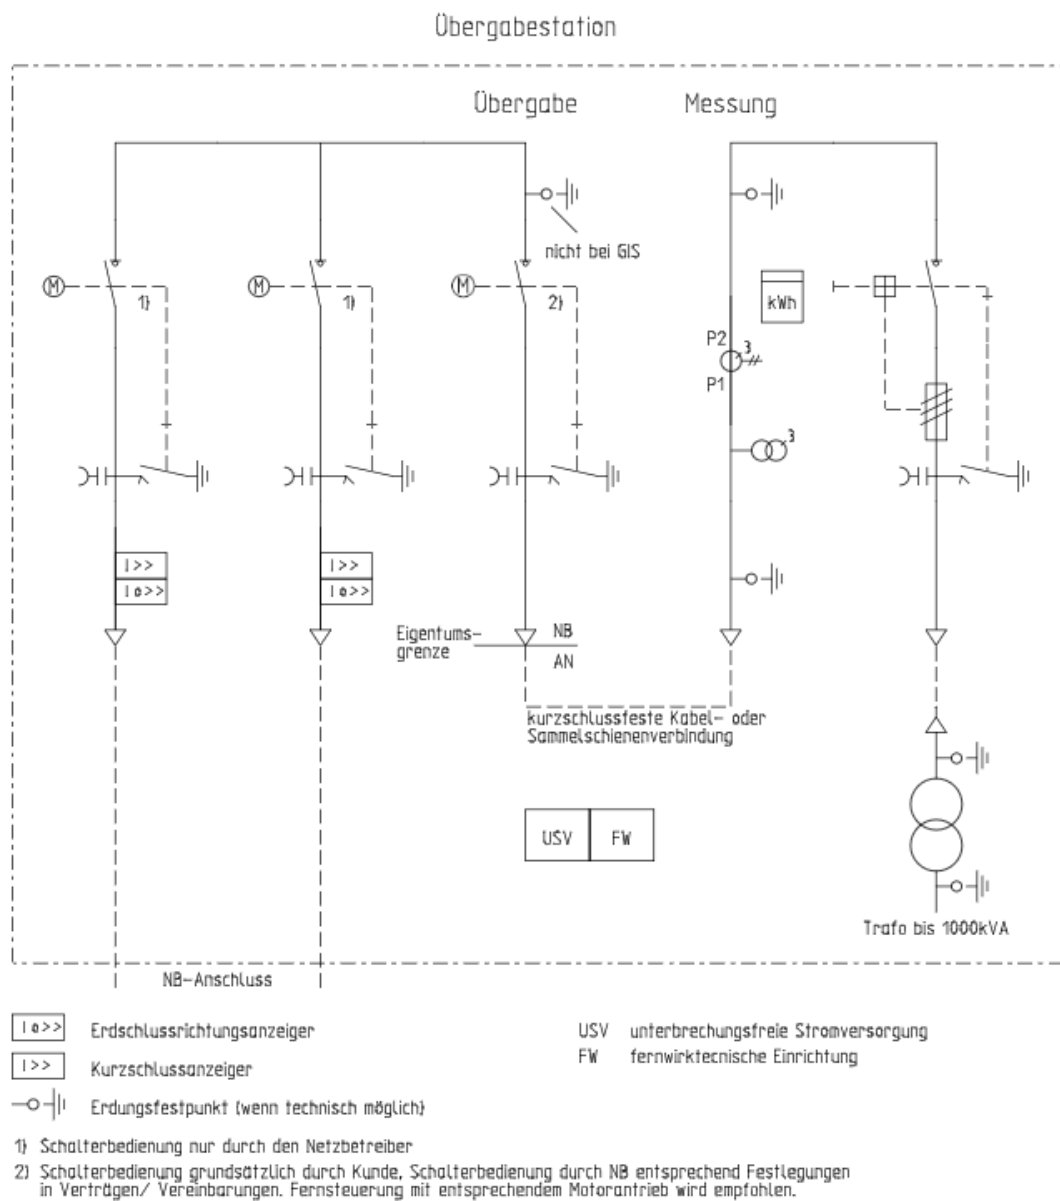 Übergabestation
Übergabe
Messung
nicht bei GIS
M
1)
M
1)
M
2)
kWh
P2
3
P1
3
I>>
I0>>
I>>
I0>>
Eigentums-
grenze
NB
AN
kurzschlussfeste Kabel- oder
Sammelschienenverbindung
USV
FW
Trafo bis 1000kVA
NB-Anschluss
I0>> Erdschlussrichtungsanzeiger
I>> Kurzschlussanzeiger
Erdungsfestpunkt (wenn technisch möglich)
USV unterbrechungsfreie Stromversorgung
FW fernwirktecnische Einrichtung
1) Schalterbedienung nur durch den Netzbetreiber
2) Schalterbedienung grundsätzlich durch Kunde, Schalterbedienung durch NB entsprechend Festlegungen
in Verträgen/ Vereinbarungen. Fernsteuerung mit entsprechendem Motorantrieb wird empfohlen.